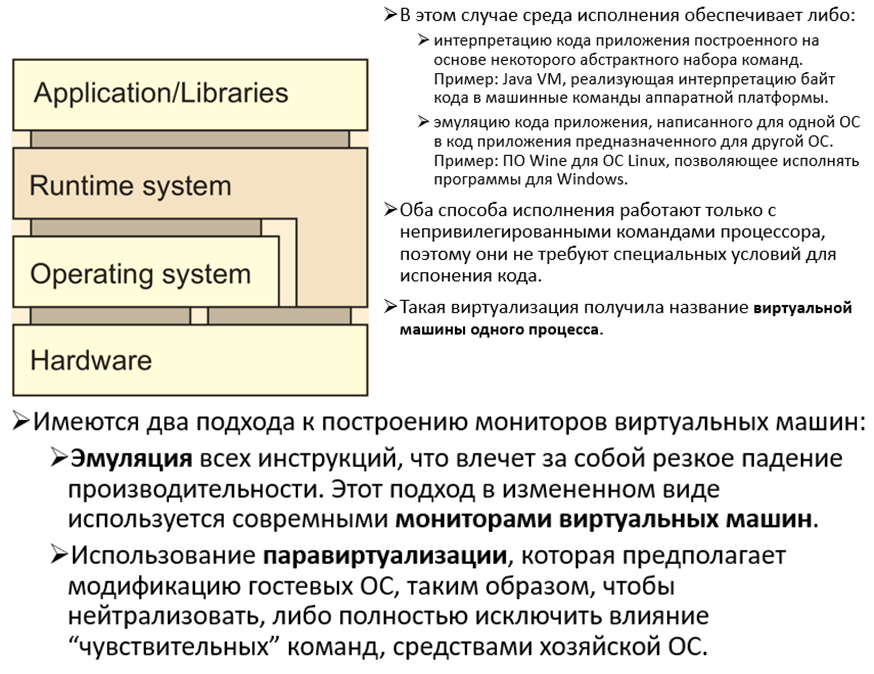 Application/Libraries
Runtime system
Operating system
Hardware
➢В этом случае среда исполнения обеспечивает либо:
➢ интерпретацию кода приложения построенного на
основе некоторого абстрактного набора команд.
Пример: Java VM, реализующая интерпретацию байт
кода в машинные команды аппаратной платформы.
➢ эмуляцию кода приложения, написанного для одной ОС
в код приложения предназначенного для другой ОС.
Пример: ПО Wine для ОС Linux, позволяющее исполнять
программы для Windows.
➢Оба способа исполнения работают только с
непривилегированными командами процессора,
поэтому они не требуют специальных условий для
испонения кода.
➢Такая виртуализация получила название виртуальной
машины одного процесса.
➢Имеются два подхода к построению мониторов виртуальных машин:
➢Эмуляция всех инструкций, что влечет за собой резкое падение
производительности. Этот подход в измененном виде
используется совремными мониторами виртуальных машин.
➢Использование паравиртуализации, которая предполагает
модификацию гостевых ОС, таким образом, чтобы
нейтрализовать, либо полностью исключить влияние
“чувствительных” команд, средствами хозяйской ОС.